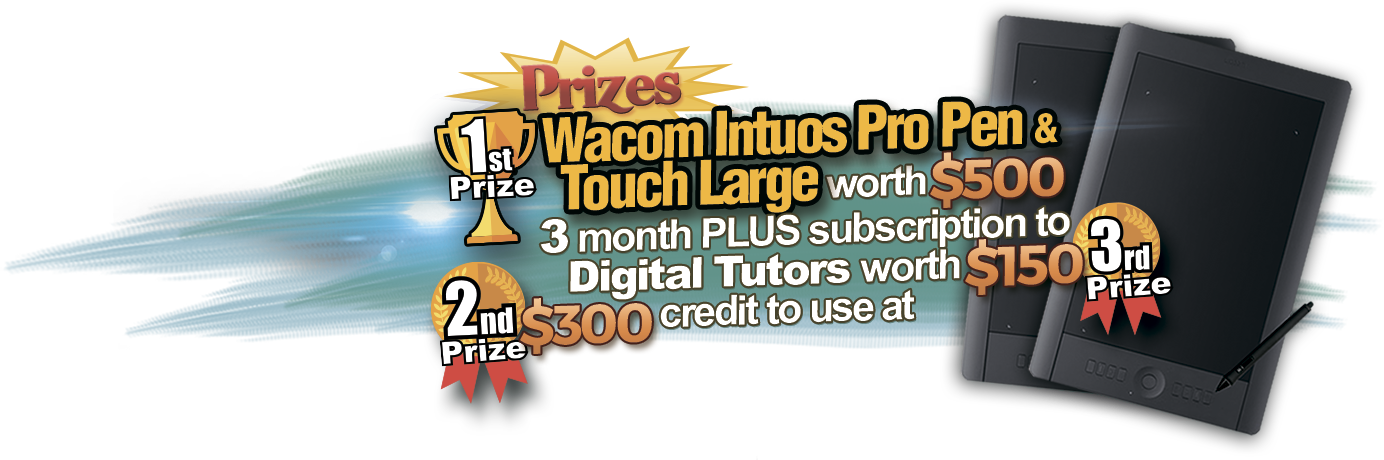 Prizes
1st
Prize
Wacom Intuos Pro Pen &
Touch Large worth $500
3 month PLUS subscription to
Digital Tutors worth $150
3rd
Prize
2nd
Prize
$300 credit to use at